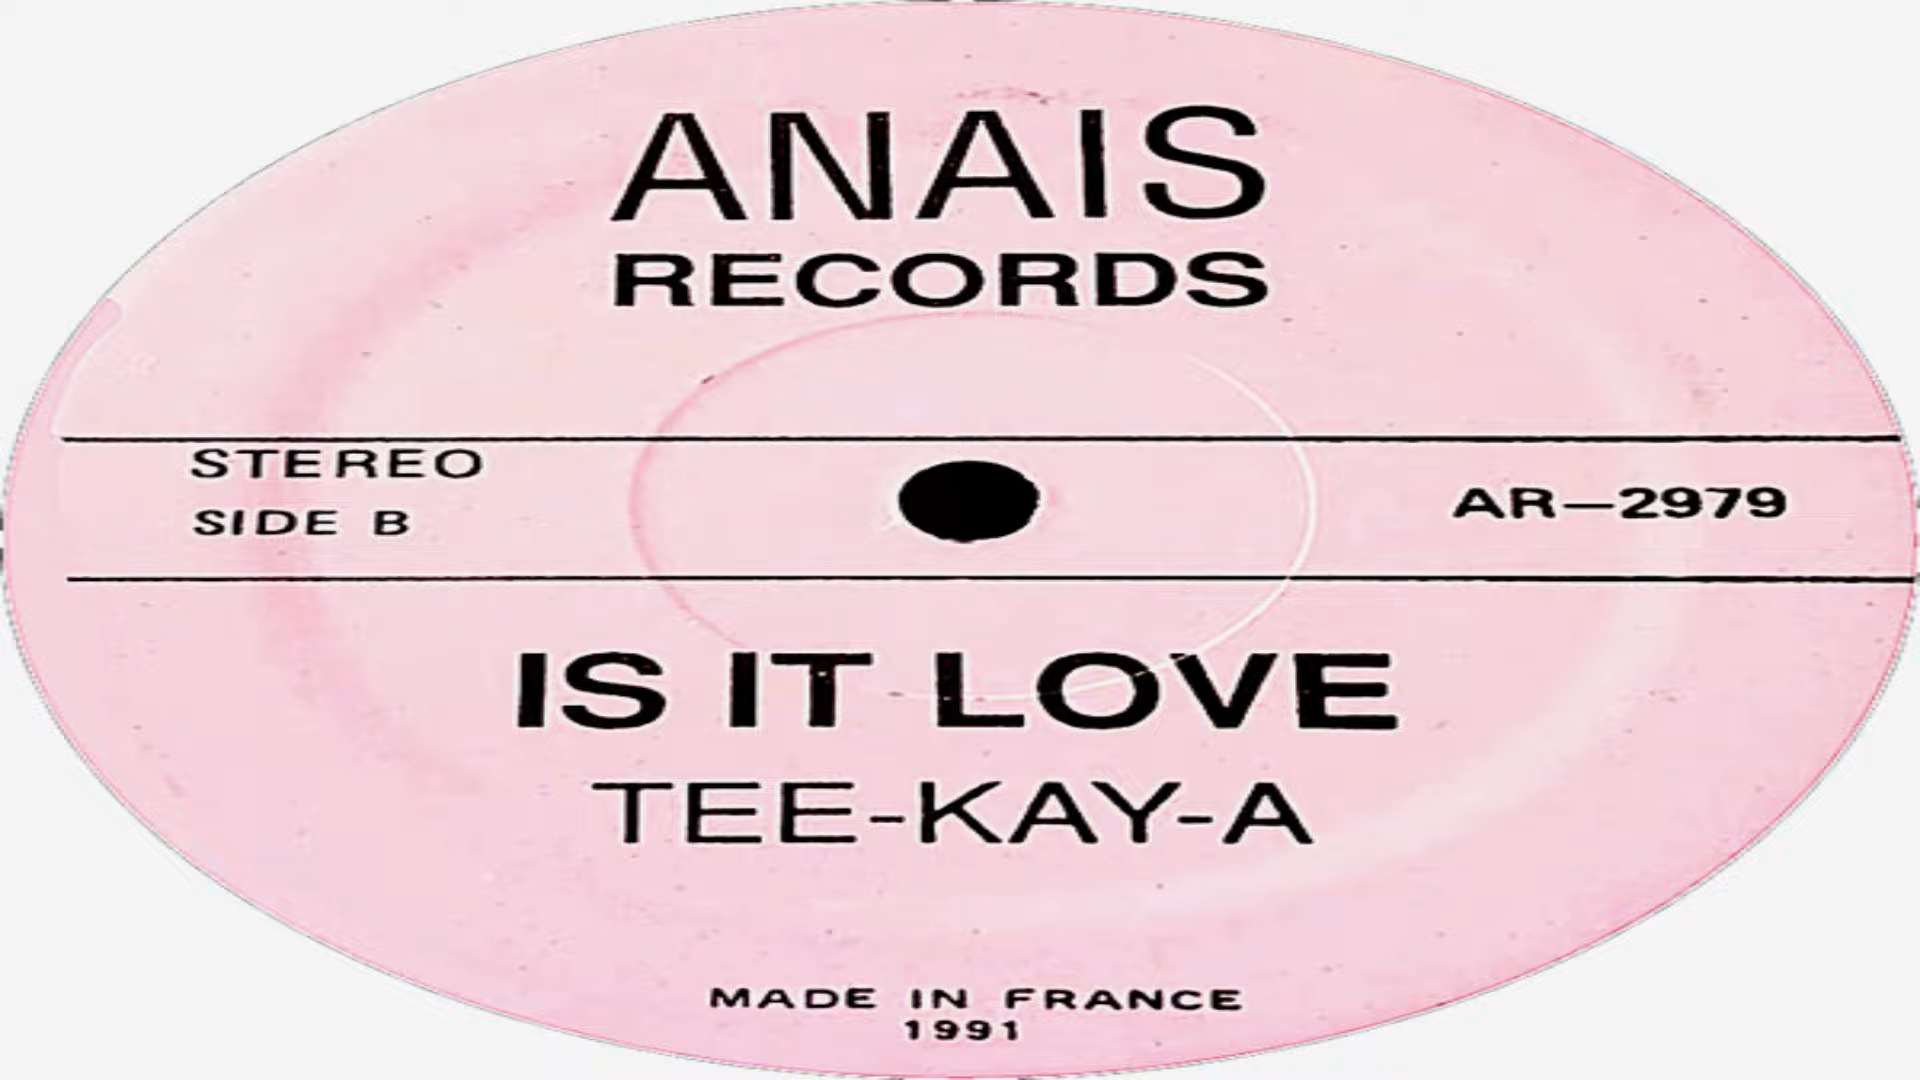 ANAIS
RECORDS
STEREO
SIDE B
AR—2979
IS IT LOVE
TEE-KAY-A
MADE IN FRANCE
1991